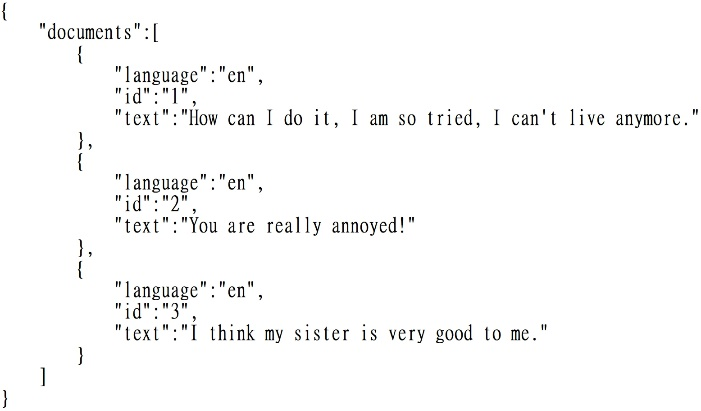 {
"documents":[
{
"language":"en",
"id":"1",
"text":"How can I do it, I am so tried, I can't live anymore."
},
{
"language":"en",
"id":"2",
"text":"You are really annoyed!"
},
{
"language":"en",
"id":"3",
"text":"I think my sister is very good to me."
}
]
}